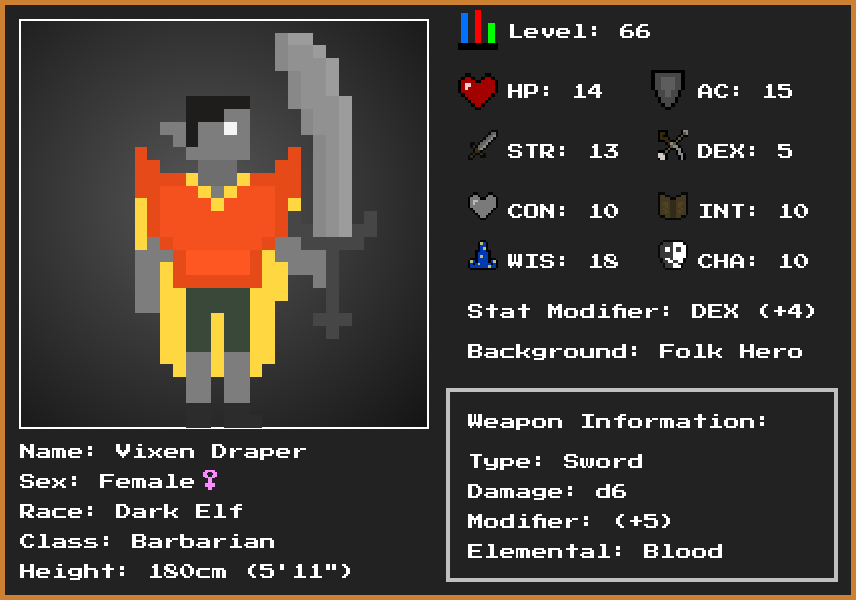 Level: 66
HP: 14 AC: 15
STR: 13 DEX: 5
CON: 10 INT: 10
WIS: 18 CHA: 10
Stat Modifier: DEX (+4)
Background: Folk Hero
Weapon Information:
Type: Sword
Damage: d6
Modifier: (+5)
Elemental: Blood
Name: Vixen Draper
Sex: Female♀
Race: Dark Elf
Class: Barbarian
Height: 180cm (5'11")